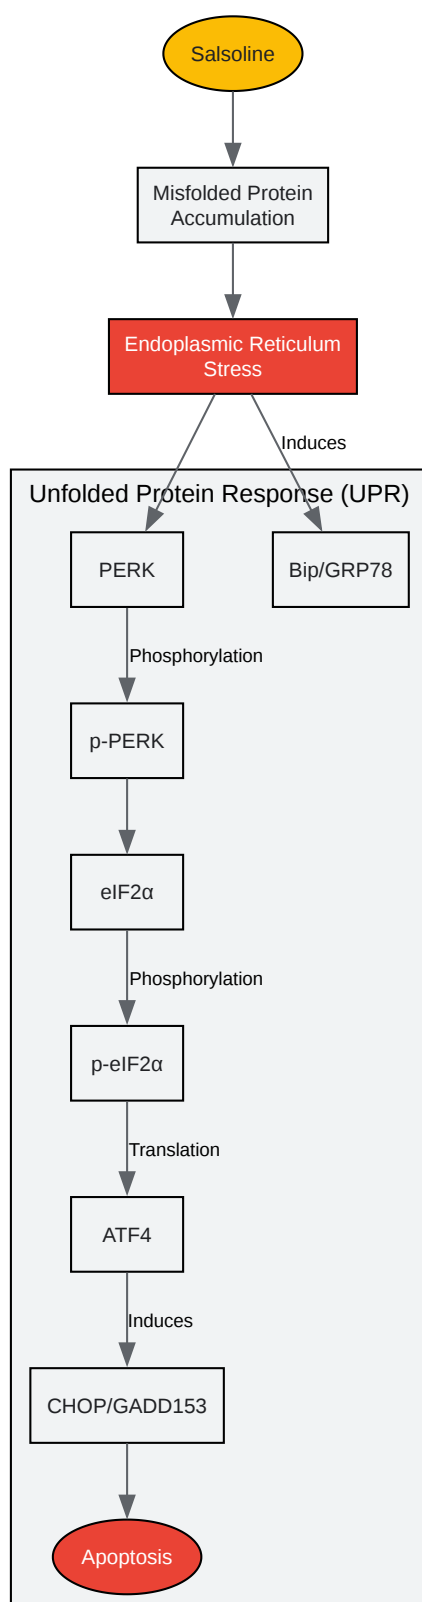 Salsoline
Misfolded Protein
Accumulation
Endoplasmic Reticulum
Stress
Induces
Unfolded Protein Response (UPR)
PERK
Bip/GRP78
Phosphorylation
p-PERK
eIF2α
Phosphorylation
p-eIF2α
Translation
ATF4
Induces
CHOP/GADD153
Apoptosis